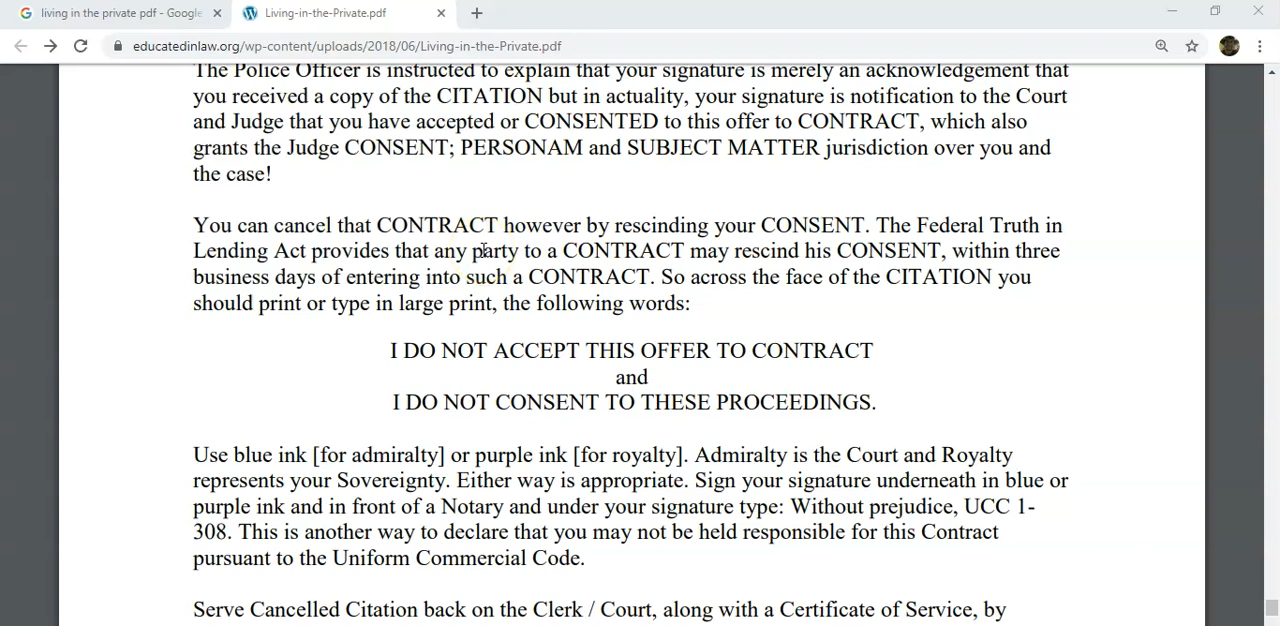 living in the private pdf - Google
Living-in-the-Private.pdf
educatedinlaw.org/wp-content/uploads/2018/06/Living-in-the-Private.pdf
The Police Officer is instructed to explain that your signature is merely an acknowledgement that
you received a copy of the CITATION but in actuality, your signature is notification to the Court
and Judge that you have accepted or CONSENTED to this offer to CONTRACT, which also
grants the Judge CONSENT; PERSONAM and SUBJECT MATTER jurisdiction over you and
the case!
You can cancel that CONTRACT however by rescinding your CONSENT. The Federal Truth in
Lending Act provides that any party to a CONTRACT may rescind his CONSENT, within three
business days of entering into such a CONTRACT. So across the face of the CITATION you
should print or type in large print, the following words:
I DO NOT ACCEPT THIS OFFER TO CONTRACT
and
I DO NOT CONSENT TO THESE PROCEEDINGS.
Use blue ink [for admiralty] or purple ink [for royalty]. Admiralty is the Court and Royalty
represents your Sovereignty. Either way is appropriate. Sign your signature underneath in blue or
purple ink and in front of a Notary and under your signature type: Without prejudice, UCC 1-
308. This is another way to declare that you may not be held responsible for this Contract
pursuant to the Uniform Commercial Code.
Serve Cancelled Citation back on the Clerk / Court, along with a Certificate of Service, by